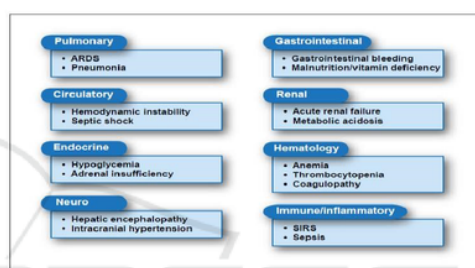 Pulmonary
• ARDS
• Pneumonia
Circulatory
• Hemodynamic instability
• Septic shock
Endocrine
• Hypoglycemia
• Adrenal insufficiency
Neuro
• Hepatic encephalopathy
• Intracranial hypertension
Gastrointestinal
• Gastrointestinal bleeding
• Malnutrition/vitamin deficiency
Renal
• Acute renal failure
• Metabolic acidosis
Hematology
• Anemia
• Thrombocytopenia
• Coagulopathy
Immune/inflammatory
• SIRS
• Sepsis